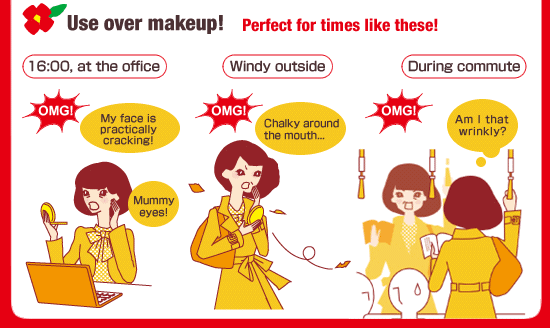 Use over makeup! Perfect for times like these!
16:00, at the office
Windy outside
During commute
OMG!
My face is
practically
cracking!
Mummy
eyes!
OMG!
Chalky around
the mouth...
OMG!
Am I that
wrinkly?